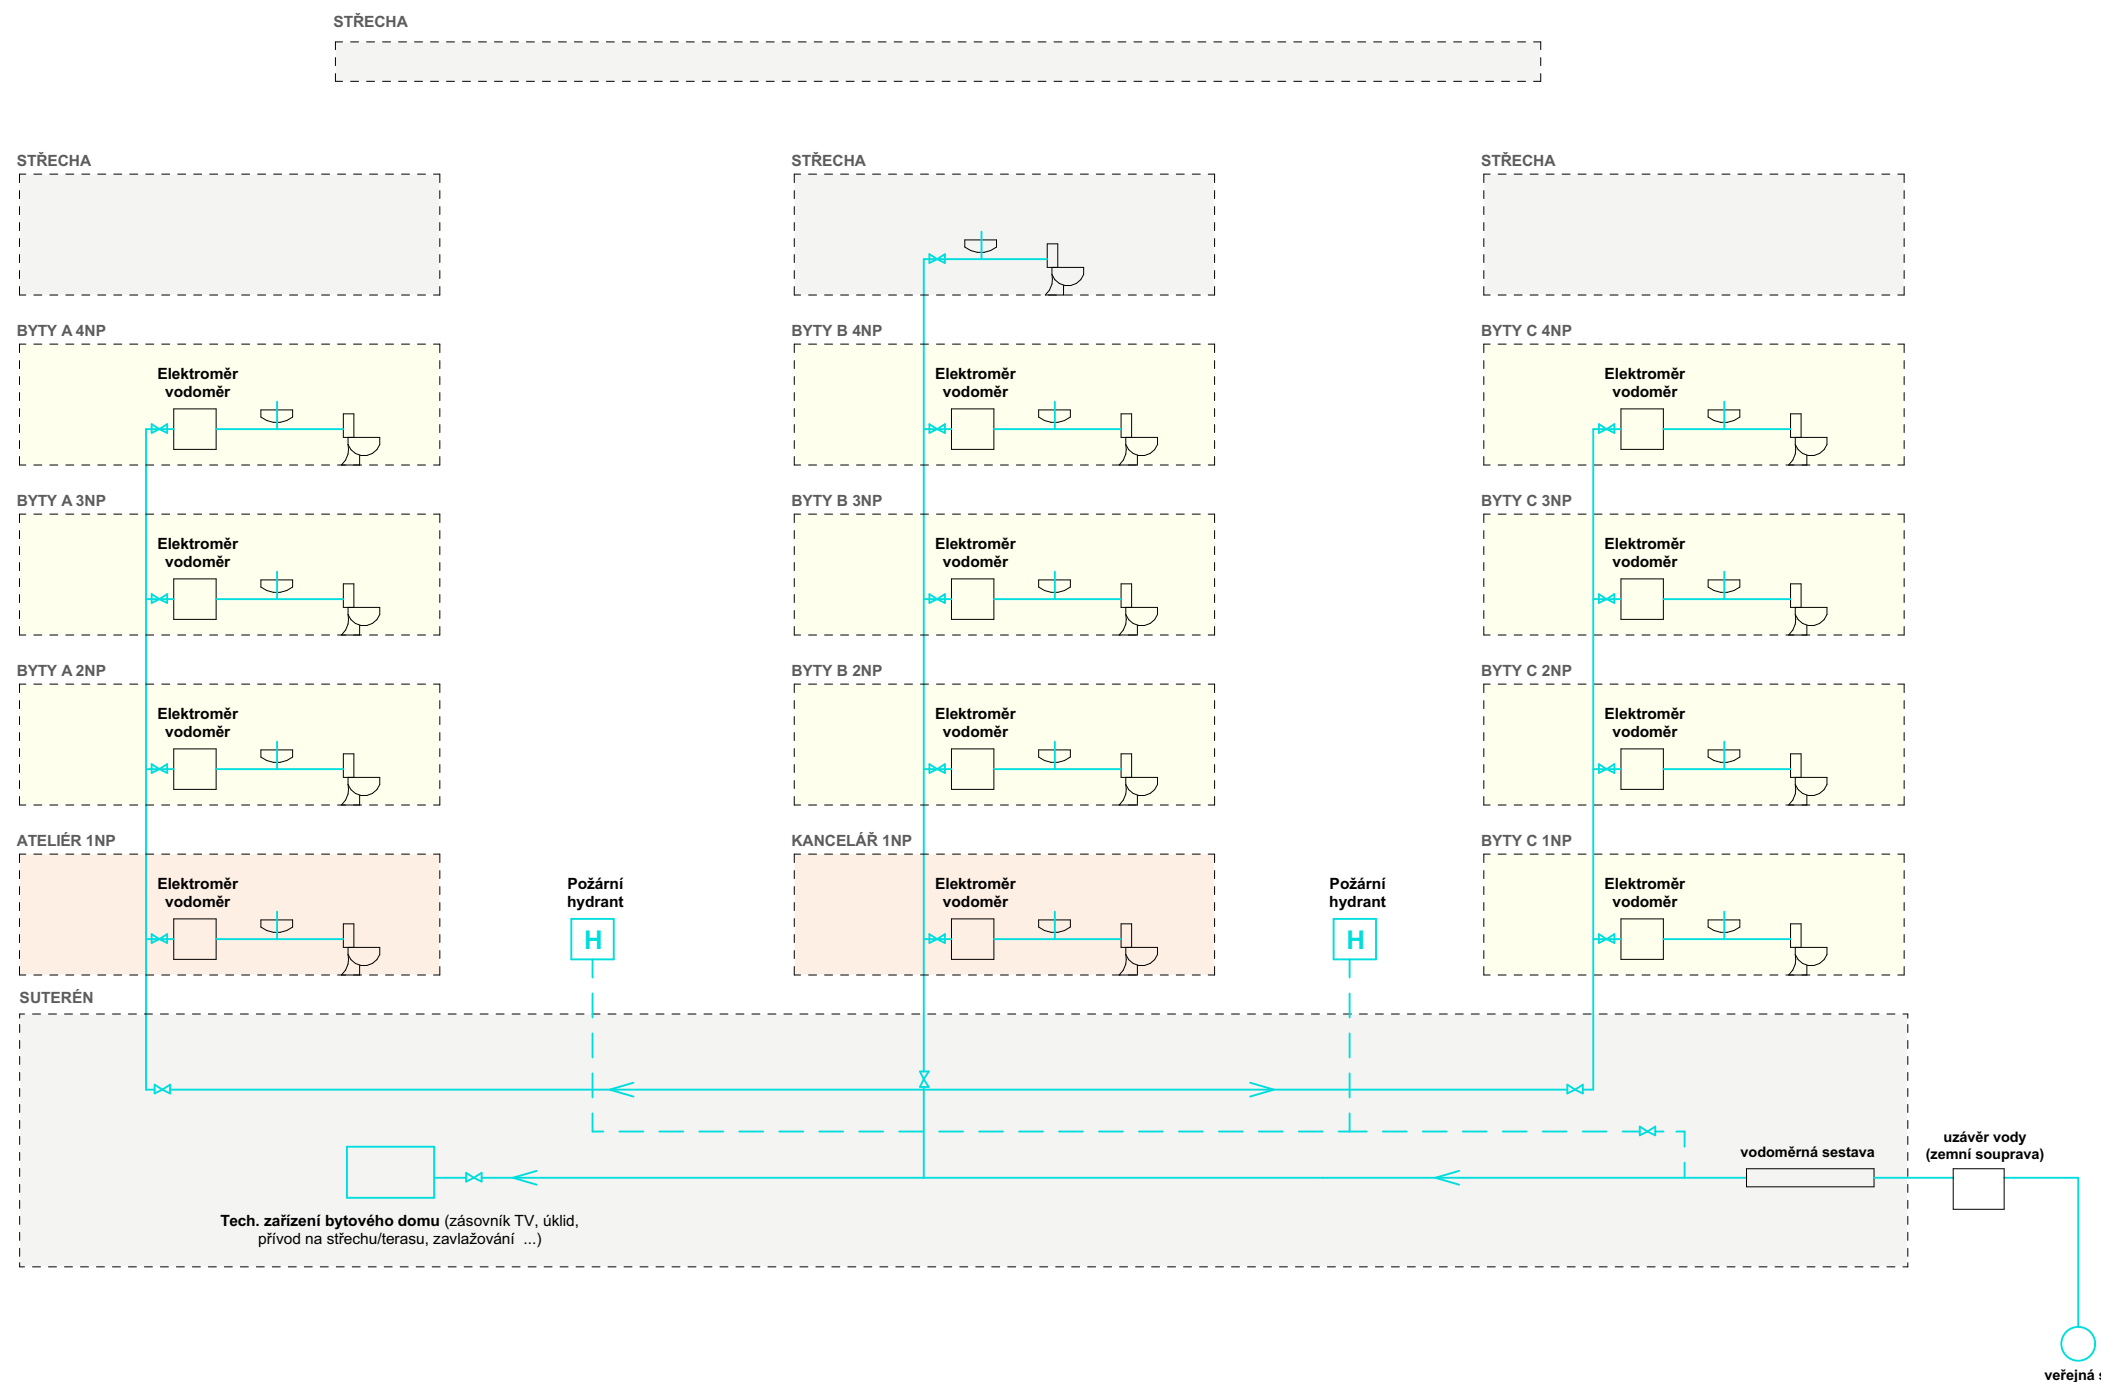 STŘECHA
STŘECHA
STŘECHA
STŘECHA
BYTY A 4NP
BYTY B 4NP
BYTY C 4NP
Elektroměr
vodoměr
Elektroměr
vodoměr
Elektroměr
vodoměr
BYTY A 3NP
BYTY B 3NP
BYTY C 3NP
Elektroměr
vodoměr
Elektroměr
vodoměr
Elektroměr
vodoměr
BYTY A 2NP
BYTY B 2NP
BYTY C 2NP
Elektroměr
vodoměr
Elektroměr
vodoměr
Elektroměr
vodoměr
ATELIÉR 1NP
KANCELÁŘ 1NP
BYTY C 1NP
Elektroměr
vodoměr
Požární
hydrant
H
Elektroměr
vodoměr
Požární
hydrant
H
Elektroměr
vodoměr
SUTERÉN
vodoměrná sestava
uzávěr vody
(zemní souprava)
Tech. zařízení bytového domu (zásovník TV, úklid,
přívod na střechu/terasu, zavlažování ...)
veřejná